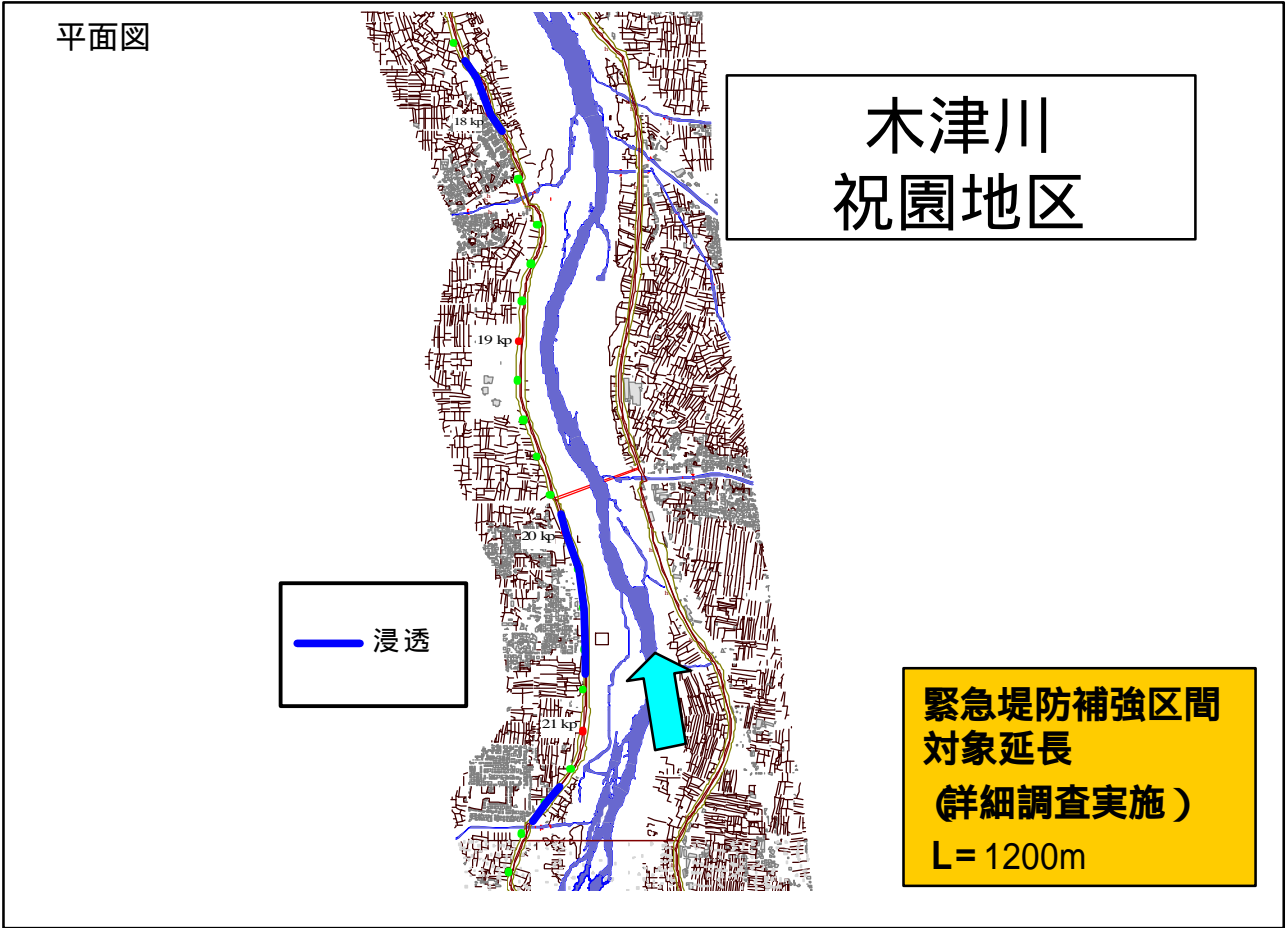 平面図
木津川
祝園地区
18 kp
19 kp
20 kp
21 kp
浸透
緊急堤防補強区間
対象延長
(詳細調査実施)
L= 1200m